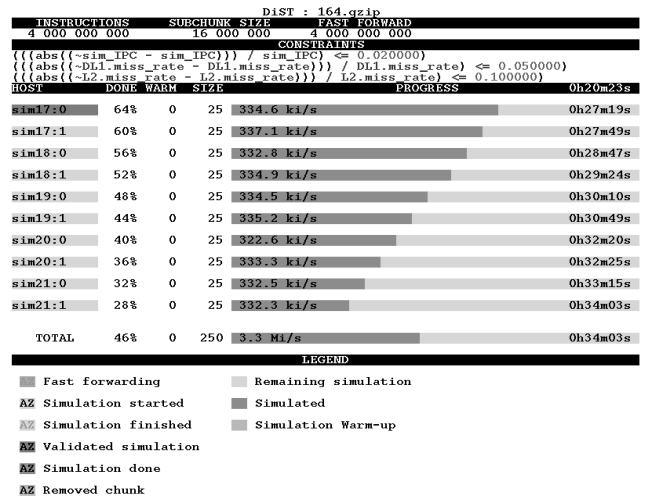 DiST : 164.gzip
INSTRUCTIONS SUBCHUNK SIZE FAST FORWARD
4 000 000 000 16 000 000 4 000 000 000
CONSTRAINTS
(((abs((~sim_IPC - sim_IPC))) / sim_IPC) <= 0.020000)
(((abs((~DL1.miss_rate - DL1.miss_rate))) / DL1.miss_rate) <= 0.050000)
(((abs((~L2.miss_rate - L2.miss_rate))) / L2.miss_rate) <= 0.100000)
HOST DONE WARM SIZE PROGRESS 0h20m23s
sim17:0 64% 0 25 334.6 ki/s 0h27m19s
sim17:1 60% 0 25 337.1 ki/s 0h27m49s
sim18:0 56% 0 25 332.8 ki/s 0h28m47s
sim18:1 52% 0 25 334.9 ki/s 0h29m24s
sim19:0 48% 0 25 334.5 ki/s 0h30m10s
sim19:1 44% 0 25 335.2 ki/s 0h30m49s
sim20:0 40% 0 25 322.6 ki/s 0h32m20s
sim20:1 36% 0 25 333.3 ki/s 0h32m25s
sim21:0 32% 0 25 332.5 ki/s 0h33m15s
sim21:1 28% 0 25 332.3 ki/s 0h34m03s
TOTAL 46% 0 250 3.3 Mi/s 0h34m03s
LEGEND
AZ Fast forwarding Remaining simulation
AZ Simulation started Simulated
AZ Simulation finished Simulation Warm-up
AZ Validated simulation
AZ Simulation done
AZ Removed chunk